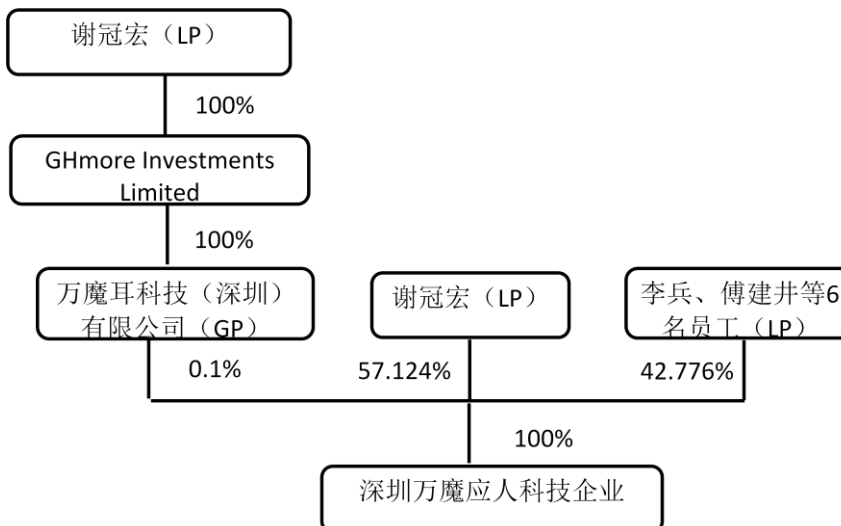 谢冠宏（LP）
100%
GHmore Investments
Limited
100%
万魔耳科技（深圳）
有限公司（GP）
谢冠宏（LP）
李兵、傅建井等6
名员工（LP）
0.1%
57.124%
42.776%
100%
深圳万魔应人科技企业